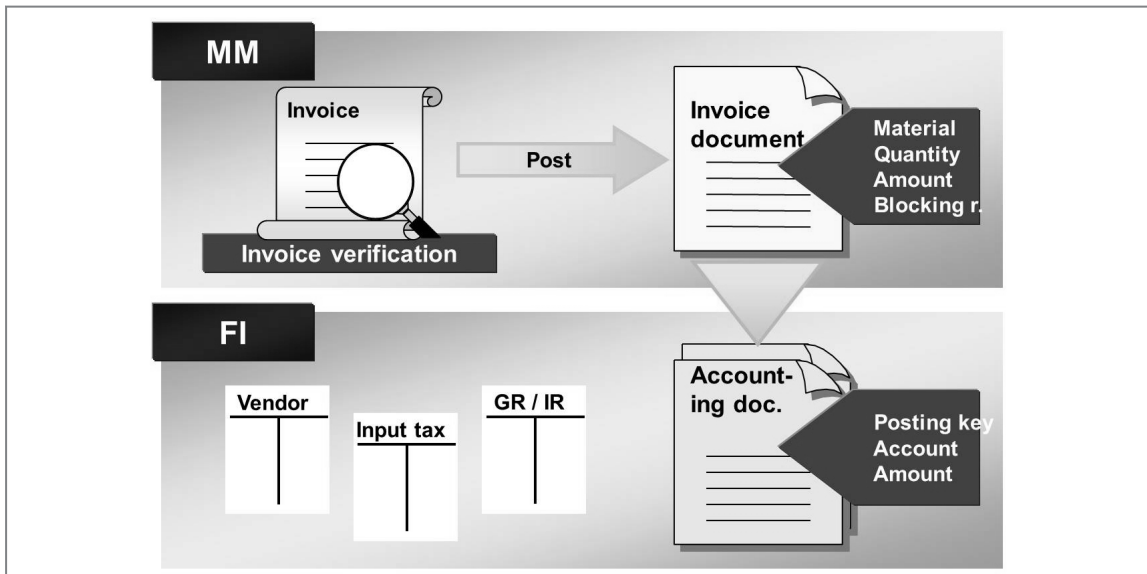 MM
Invoice
Invoice verification
Post
Invoice
document
Material
Quantity
Amount
Blocking r.
FI
Vendor
Input tax
GR / IR
Account-
ing doc.
Posting key
Account
Amount